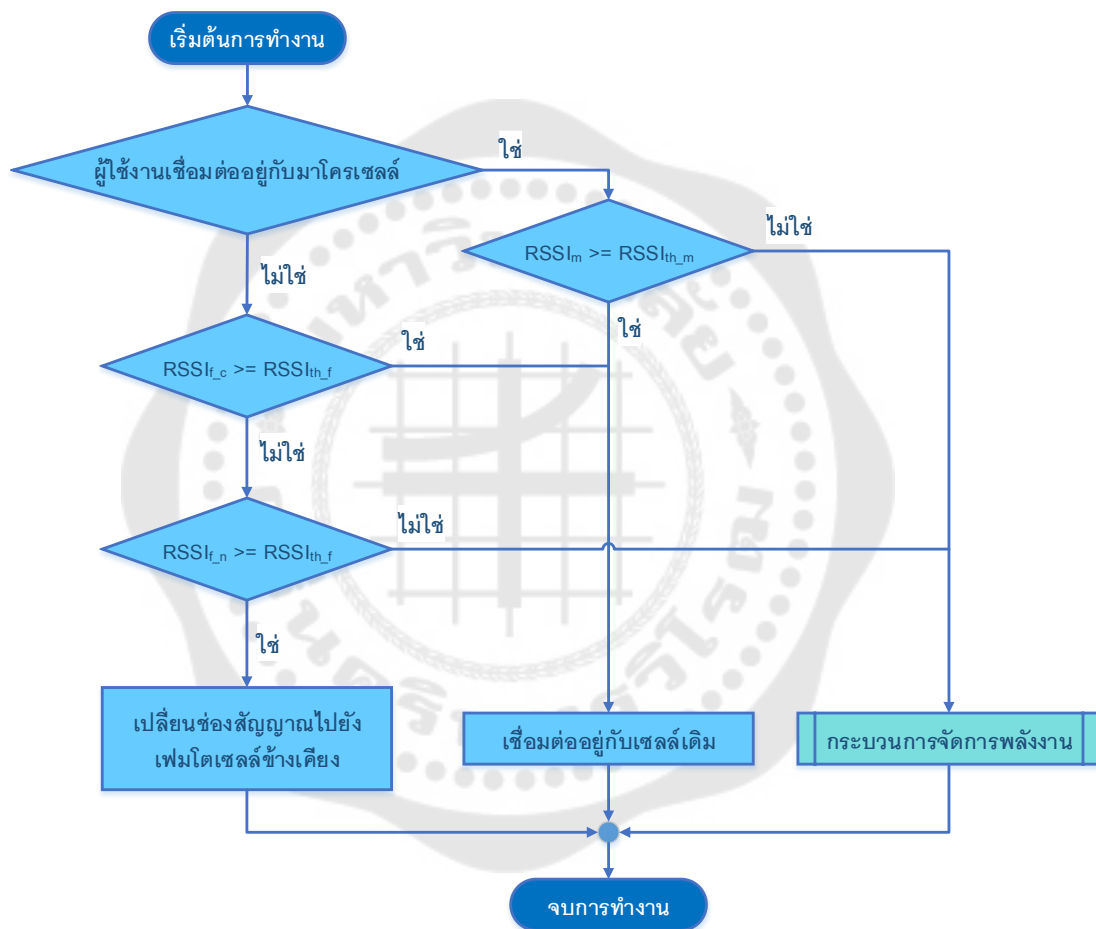 เริ่มต้นการทำงาน
ใช่
ผู้ใช้งานเชื่อมต่ออยู่กับมาโครเซลล์
ไม่ใช่
RSSIm >= RSSIth_m
ไม่ใช่
ใช่
ใช่
RSSIf_c >= RSSIth_f
ไม่ใช่
ไม่ใช่
RSSIf_n >= RSSIth_f
ใช่
เปลี่ยนช่องสัญญาณไปยัง
เฟมโตเซลล์ข้างเคียง
เชื่อมต่ออยู่กับเซลล์เดิม
กระบวนการจัดการพลังงาน
จบการทำงาน